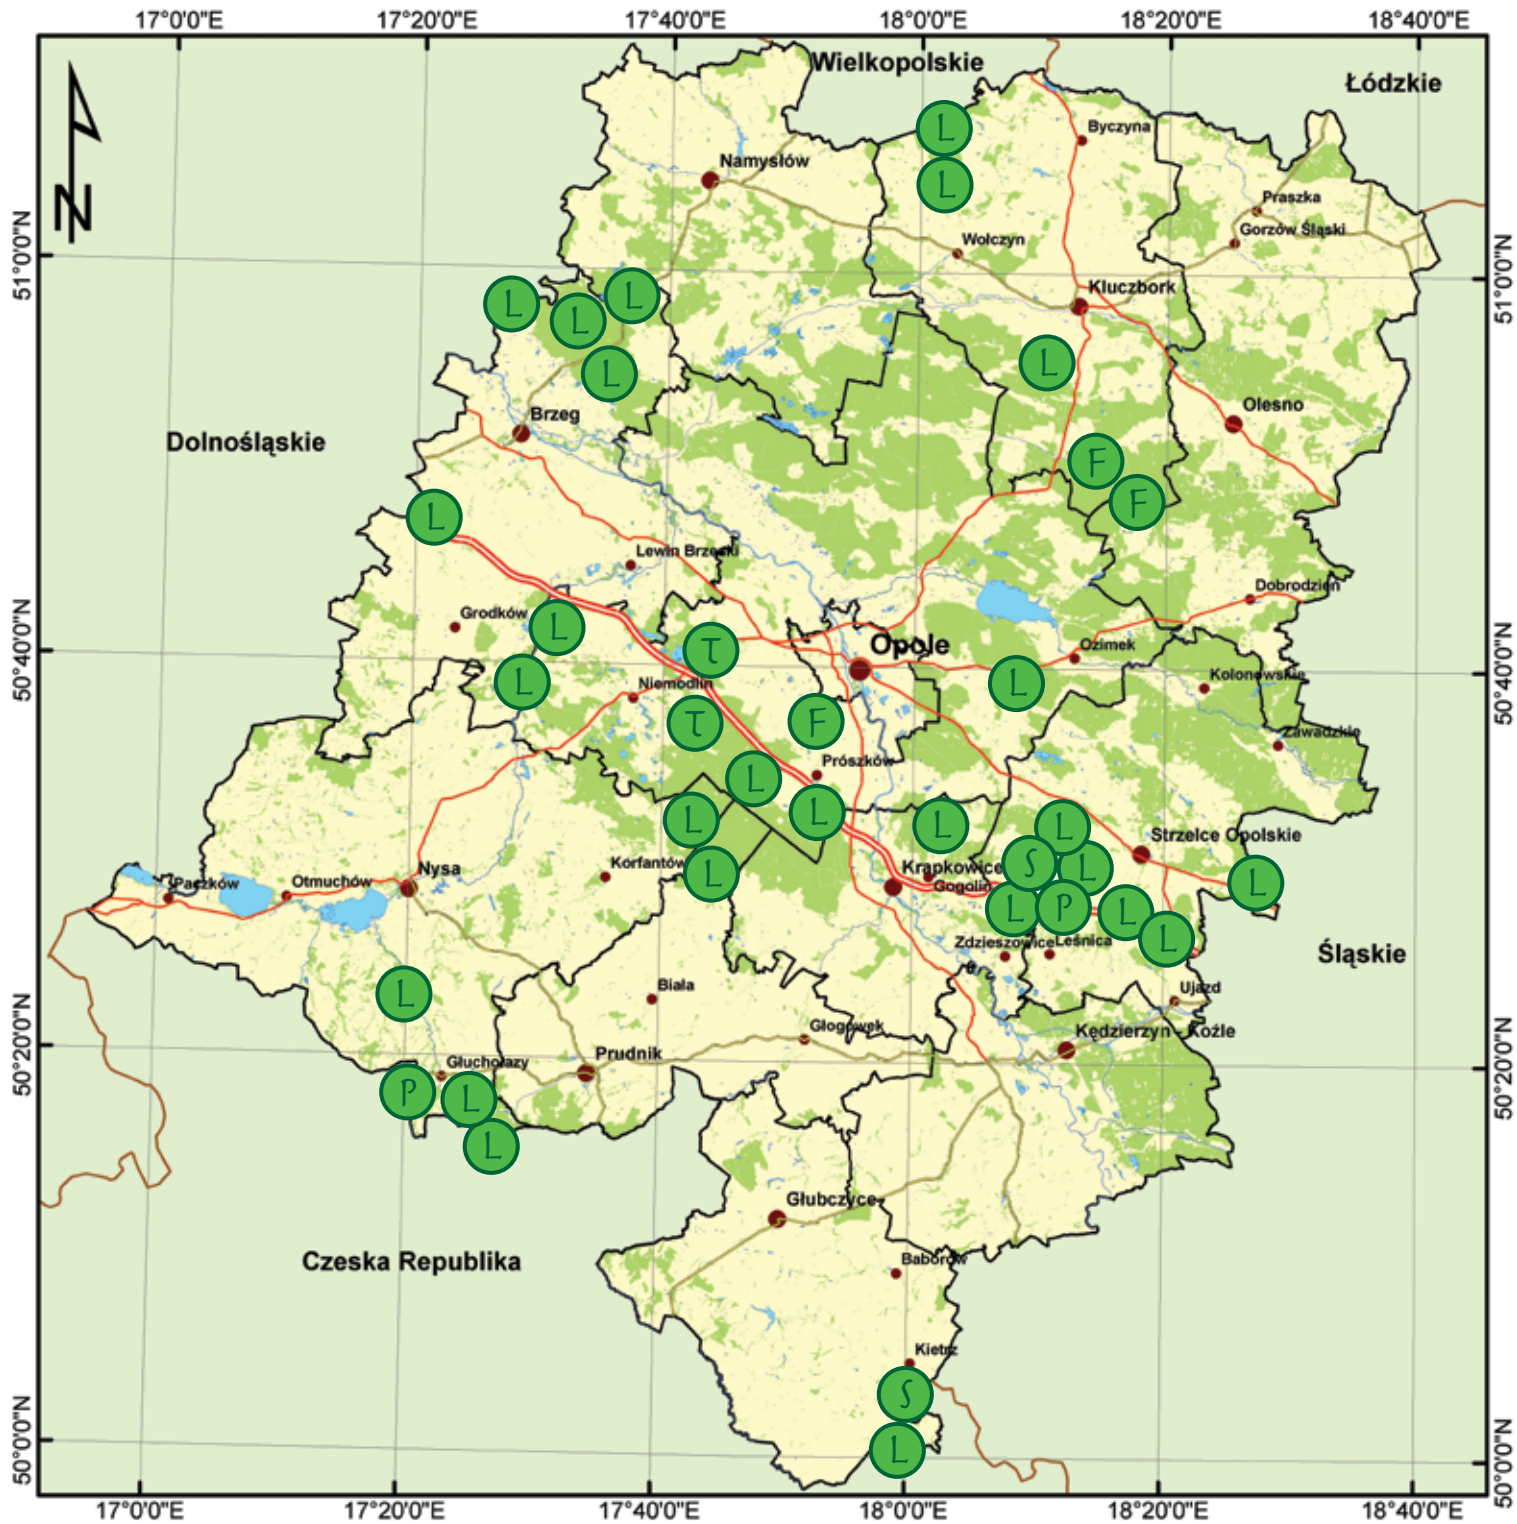 17°0'0"E 17°20'0"E 17°40'0"E 18°0'0"E 18°20'0"E 18°40'0"E
Wielkopolskie
Łódzkie
L
Byczyna
Namysłów
L
Praszka
Gorzów Śląski
N
Wołczyn
51°0'0"N
51°0'0"N
Kluczbork
L
L
L
L
L
Olesno
Brzeg
Dolnośląskie
F
F
L
Lewin Brzeski
Dobrodzień
Grodków
L
T
Opole
Ozimek
50°40'0"N
50°40'0"N
L
Niemodlin
L
Kolonowskie
T
F
Zawadzkie
Prószków
L
L
L
L
L
Strzelce Opolskie
Korfantów
L
Krapkowice
S
L
L
Nysa
Paczków
Otmuchów
Gogolin
L
P
L
L
Zdzieszowice
Leśnica
Śląskie
L
Biała
Ujazd
Głogówek
Kędzierzyn - Koźle
50°20'0"N
50°20'0"N
Głuchołazy
Prudnik
P
L
L
Głubczyce
Czeska Republika
Baborów
Kietrz
S
L
50°0'0"N
50°0'0"N
17°0'0"E 17°20'0"E 17°40'0"E 18°0'0"E 18°20'0"E 18°40'0"E